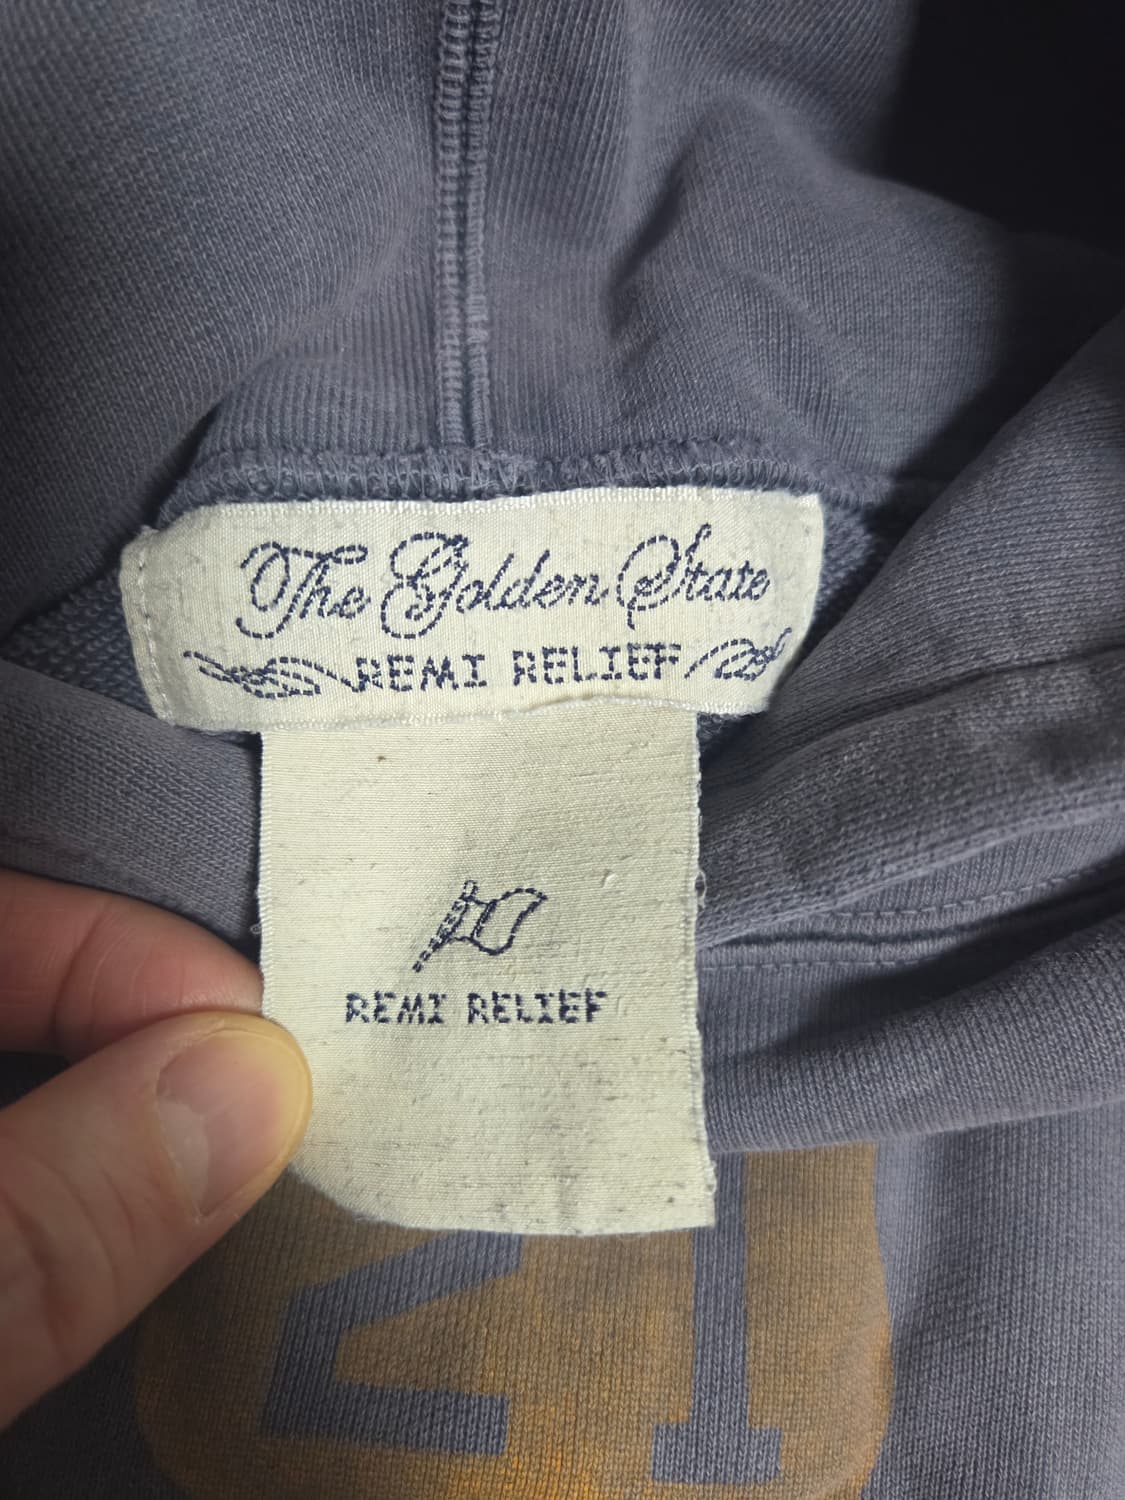 The Golden State
REMI RELIEF
REMI RELIEF